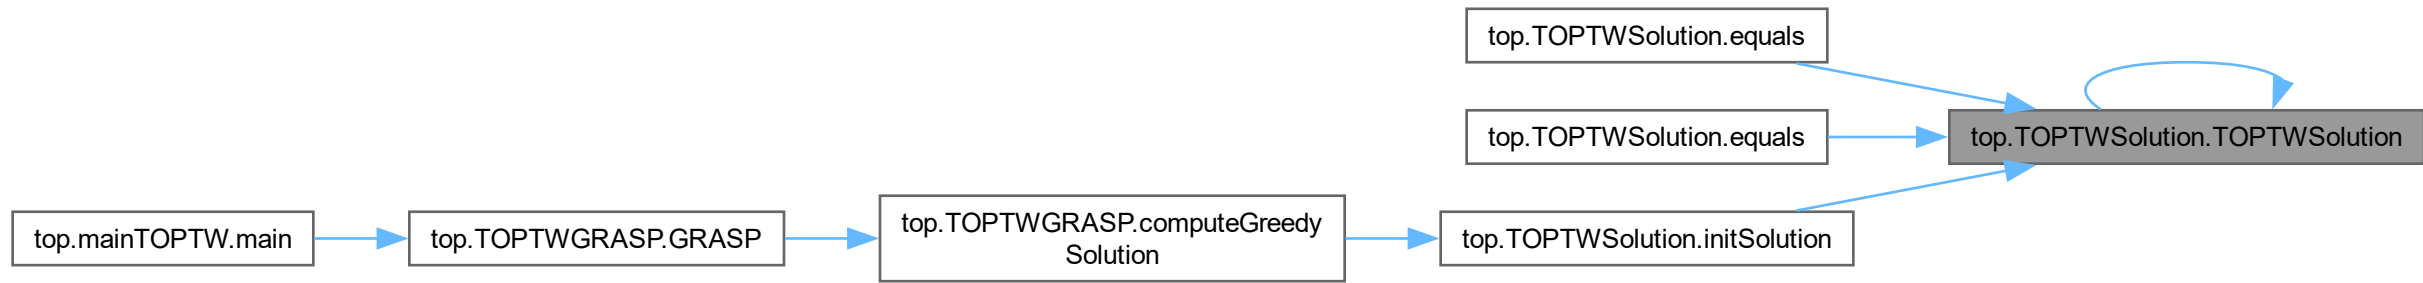 top.TOPTWSolution.equals
top.TOPTWSolution.equals
top.TOPTWSolution.TOPTWSolution
top.mainTOPTW.main
top.TOPTWGRASP.GRASP
top.TOPTWGRASP.computeGreedy
Solution
top.TOPTWSolution.initSolution